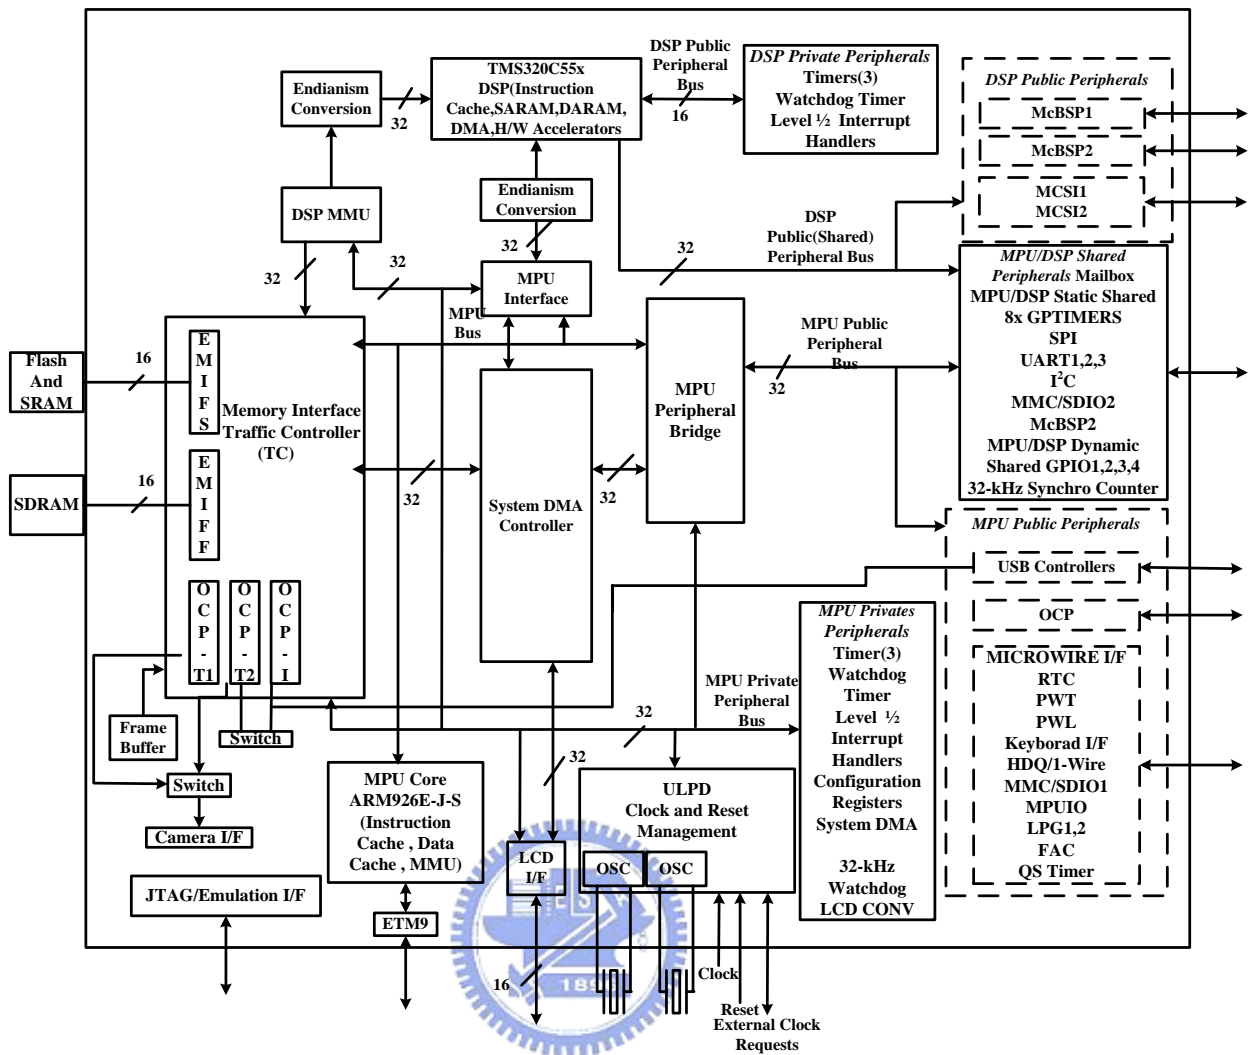 Endianism
Conversion
32
TMS320C55x
DSP(Instruction
Cache,SARAM,DARAM,
DMA,H/W Accelerators
DSP Public
Peripheral
Bus
16
DSP Private Peripherals
Timers(3)
Watchdog Timer
Level ½ Interrupt
Handlers
DSP Public Peripherals
McBSP1
McBSP2
MCSI1
MCSI2
DSP MMU
Endianism
Conversion
32
32
32
DSP
Public(Shared)
Peripheral Bus
32
MPU
Interface
MPU
Bus
MPU/DSP Shared
Peripherals Mailbox
MPU/DSP Static Shared
8x GPTIMERS
SPI
UART1,2,3
I²C
MMC/SDIO2
McBSP2
MPU/DSP Dynamic
Shared GPIO1,2,3,4
32-kHz Synchro Counter
MPU Public
Peripheral
Bus
32
Flash
And
SRAM
16
E
M
I
F
S
Memory Interface
Traffic Controller
(TC)
MPU
Peripheral
Bridge
SDRAM
16
E
M
I
F
F
32
System DMA
Controller
32
MPU Public Peripherals
USB Controllers
OCP
MICROWIRE I/F
RTC
PWT
PWL
Keyborad I/F
HDQ/1-Wire
MMC/SDIO1
MPUIO
LPG1,2
FAC
QS Timer
O
C
P
-
T1
O
C
P
-
T2
O
C
P
-
I
MPU Privates
Peripherals
Timer(3)
Watchdog
Timer
Level ½
Interrupt
Handlers
Configuration
Registers
System DMA
32-kHz
Watchdog
LCD CONV
MPU Private
Peripheral
Bus
32
32
Frame
Buffer
Switch
Switch
Camera I/F
MPU Core
ARM926E-J-S
(Instruction
Cache , Data
Cache , MMU)
ULPD
Clock and Reset
Management
OSC
OSC
LCD
I/F
JTAG/Emulation I/F
ETM9
16
Clock
Reset
External Clock
Requests
E S
1896